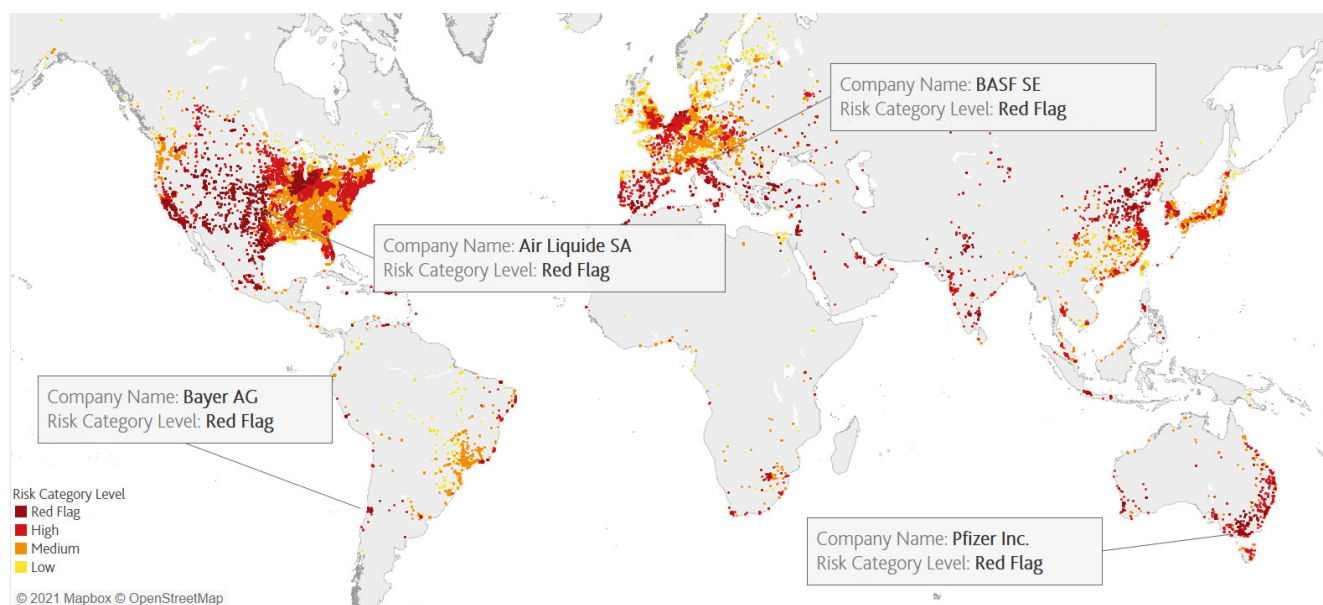 Company Name: BASF SE
Risk Category Level: Red Flag
Company Name: Air Liquide SA
Risk Category Level: Red Flag
Company Name: Bayer AG
Risk Category Level: Red Flag
Risk Category Level
Red Flag
High
Medium
Low
Company Name: Pfizer Inc.
Risk Category Level: Red Flag
© 2021 Mapbox © OpenStreetMap